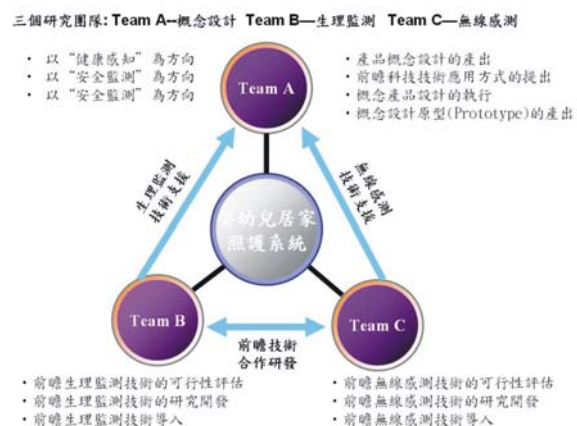 三個研究團隊: Team A--概念設計 Team B—生理監測 Team C—無線感測
• 以“健康感知”為方向
• 以“安全監測”為方向
• 以“安全監測”為方向
Team A
• 產品概念設計的產出
• 前瞻科技技術應用方式的提出
• 概念產品設計的執行
• 概念設計原型(Prototype)的產出
生理監測
技術支援
無線感測
技術支援
嬰幼兒居家
照護系統
Team B
Team C
前瞻技術
合作研發
• 前瞻生理監測技術的可行性評估
• 前瞻生理監測技術的研究開發
• 前瞻生理監測技術導入
• 前瞻無線感測技術的可行性評估
• 前瞻無線感測技術的研究開發
• 前瞻無線感測技術導入